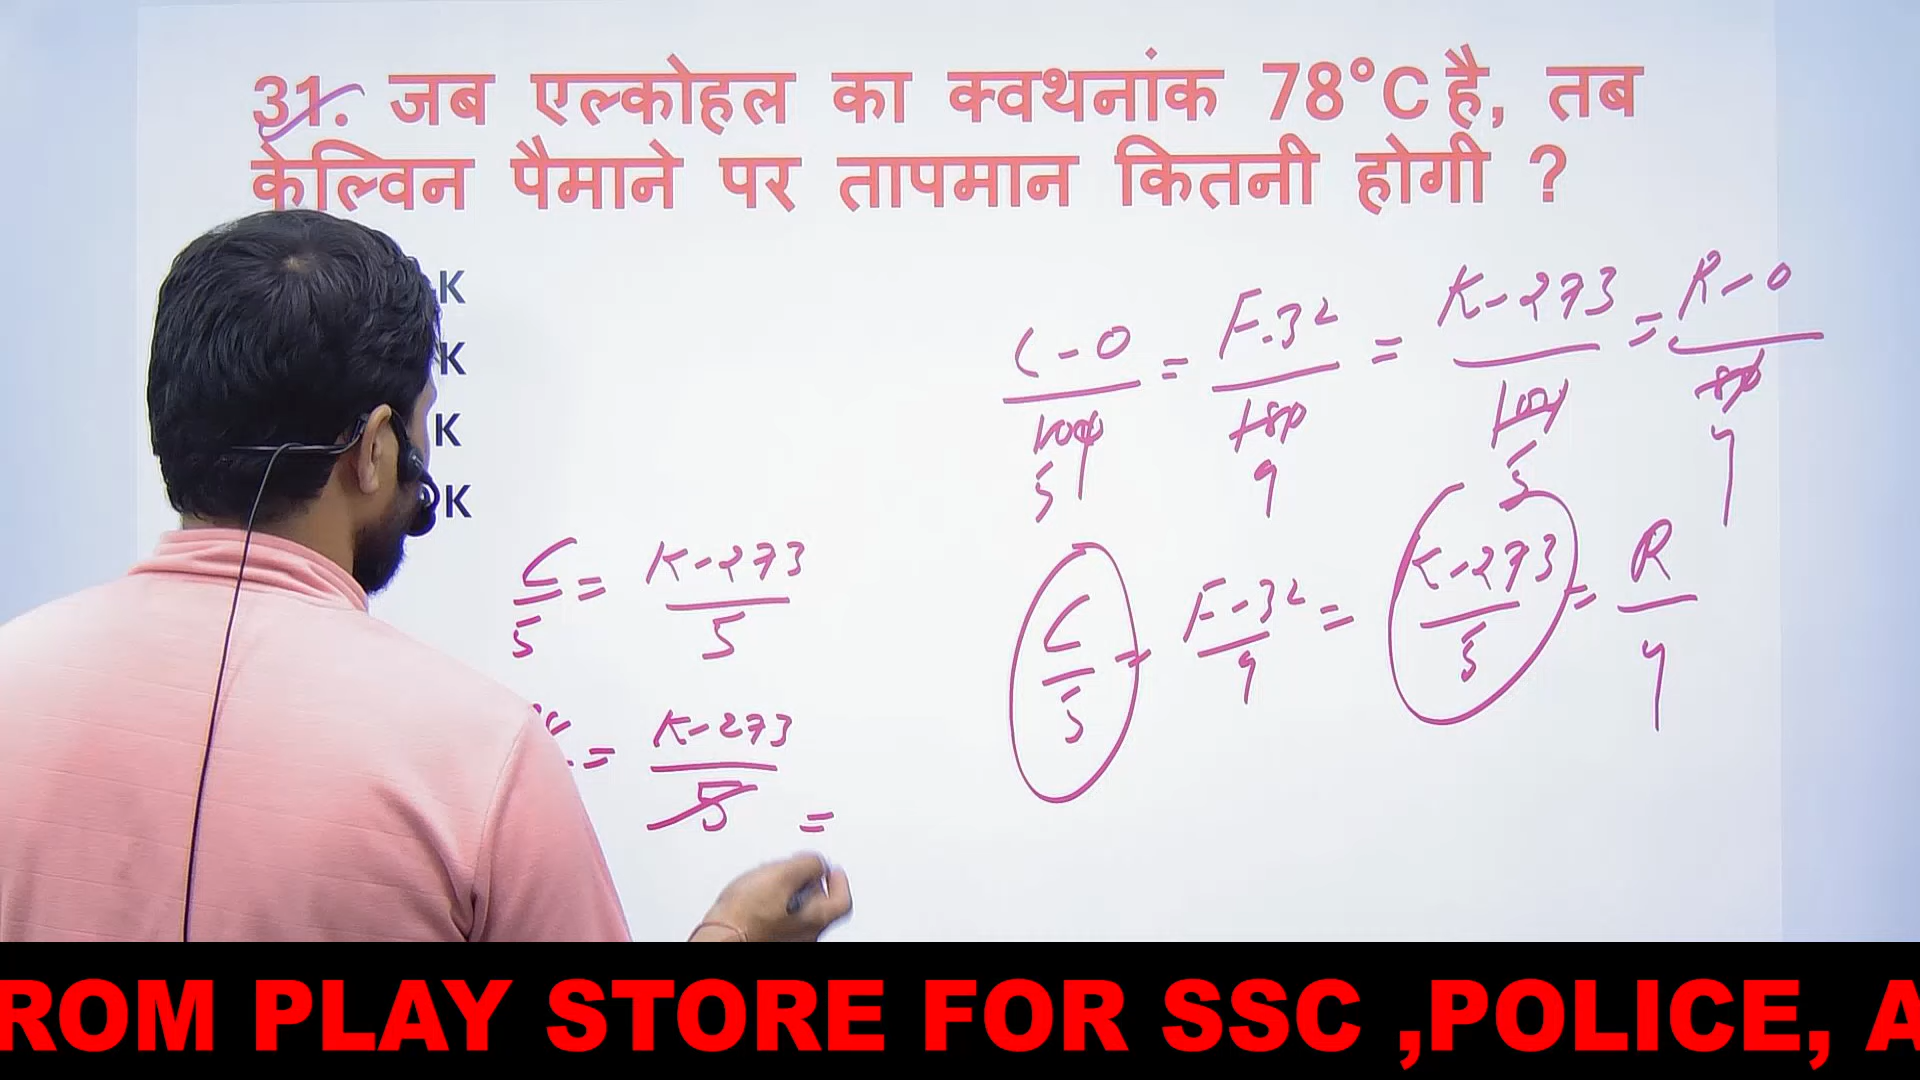 31. जब एल्कोहल का क्वथनांक 78°C है, तब
केल्विन पैमाने पर तापमान कितनी होगी ?
K
K
K
K
C-0/100 = F-32/180 = K-273/100 = R-0/80
5 9 5 4
C/5 = F-32/9 = K-273/5 = R/4
C/5 = K-273/5
= K-273/5 =
ROM PLAY STORE FOR SSC ,POLICE, A